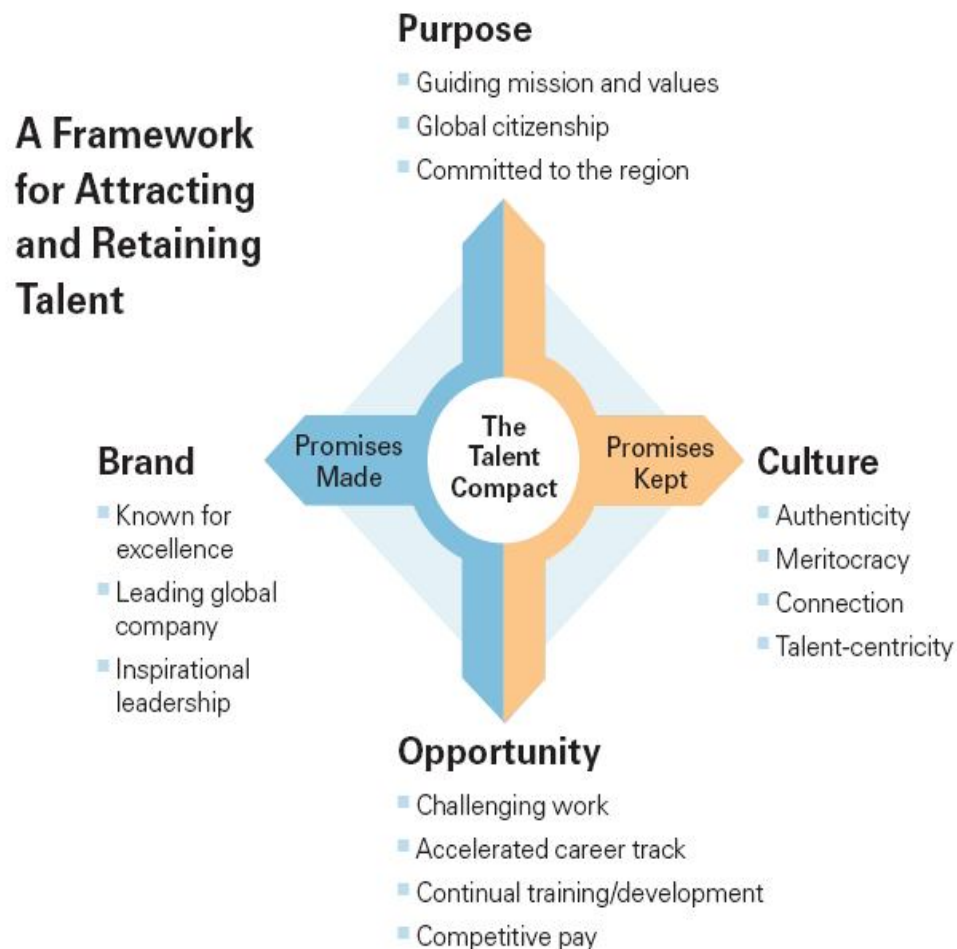 A Framework
for Attracting
and Retaining
Talent
Purpose
Guiding mission and values
Global citizenship
Committed to the region
Brand
Known for
excellence
Leading global
company
Inspirational
leadership
Promises
Made
The
Talent
Compact
Promises
Kept
Culture
Authenticity
Meritocracy
Connection
Talent-centricity
Opportunity
Challenging work
Accelerated career track
Continual training/development
Competitive pay